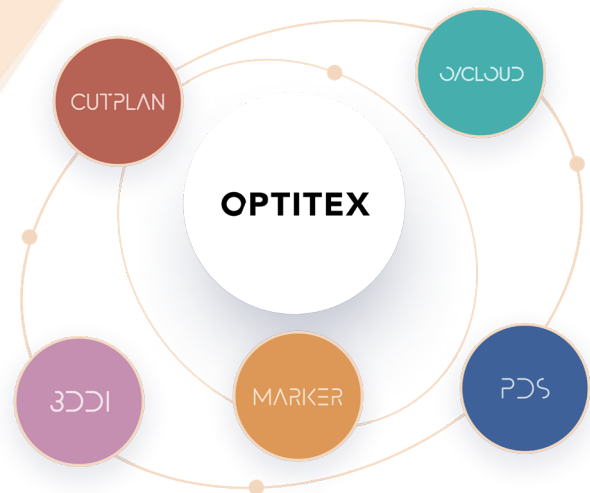 O/CLOUD
CUTPLAN
OPTITEX
PDS
MARKER
3DDI